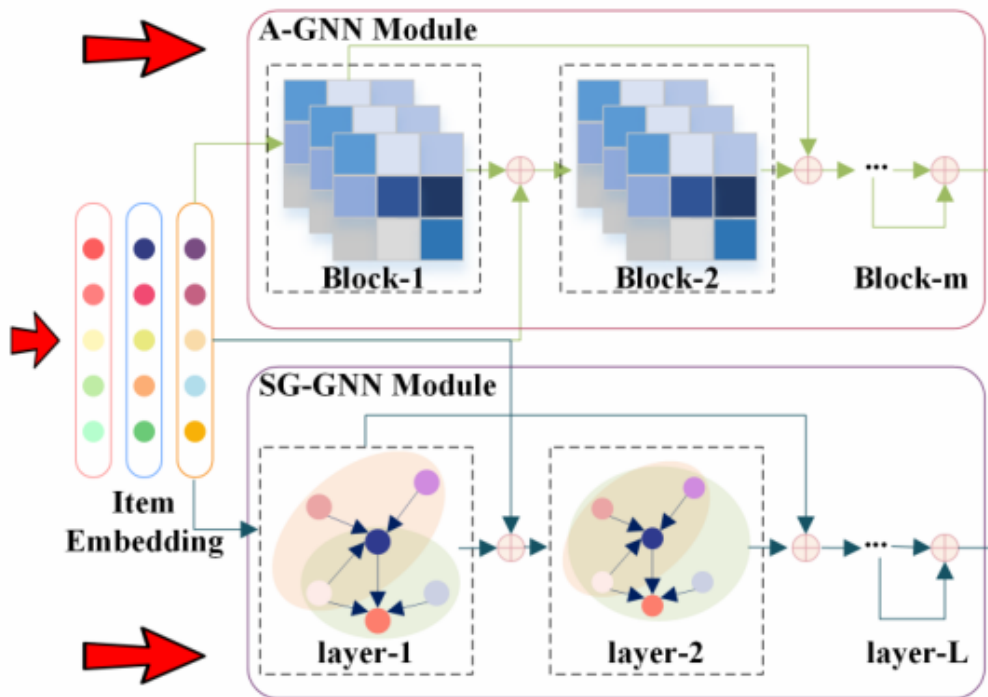 A-GNN Module
Block-1
Block-2
...
Block-m
SG-GNN Module
Item
Embedding
layer-1
layer-2
...
layer-L